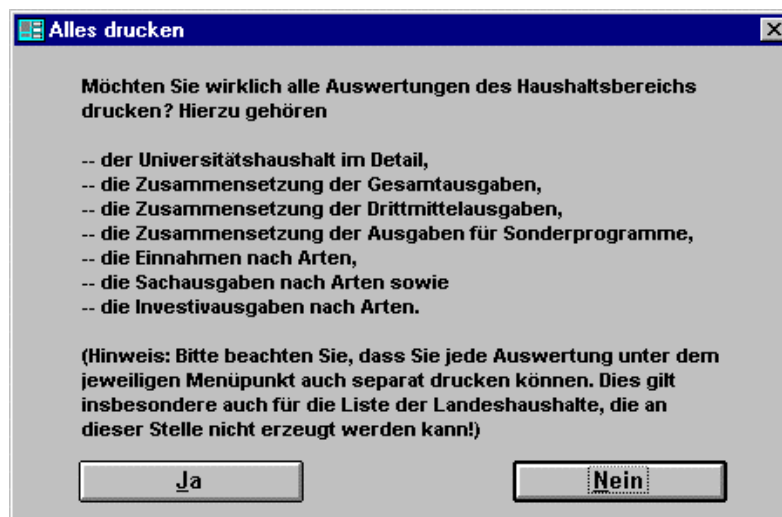 Alles drucken
Möchten Sie wirklich alle Auswertungen des Haushaltsbereichs
drucken? Hierzu gehören
-- der Universitätshaushalt im Detail,
-- die Zusammensetzung der Gesamtausgaben,
-- die Zusammensetzung der Drittmittelausgaben,
-- die Zusammensetzung der Ausgaben für Sonderprogramme,
-- die Einnahmen nach Arten,
-- die Sachausgaben nach Arten sowie
-- die Investivausgaben nach Arten.
(Hinweis: Bitte beachten Sie, dass Sie jede Auswertung unter dem
jeweiligen Menüpunkt auch separat drucken können. Dies gilt
insbesondere auch für die Liste der Landeshaushalte, die an
dieser Stelle nicht erzeugt werden kann!)
Ja
Nein